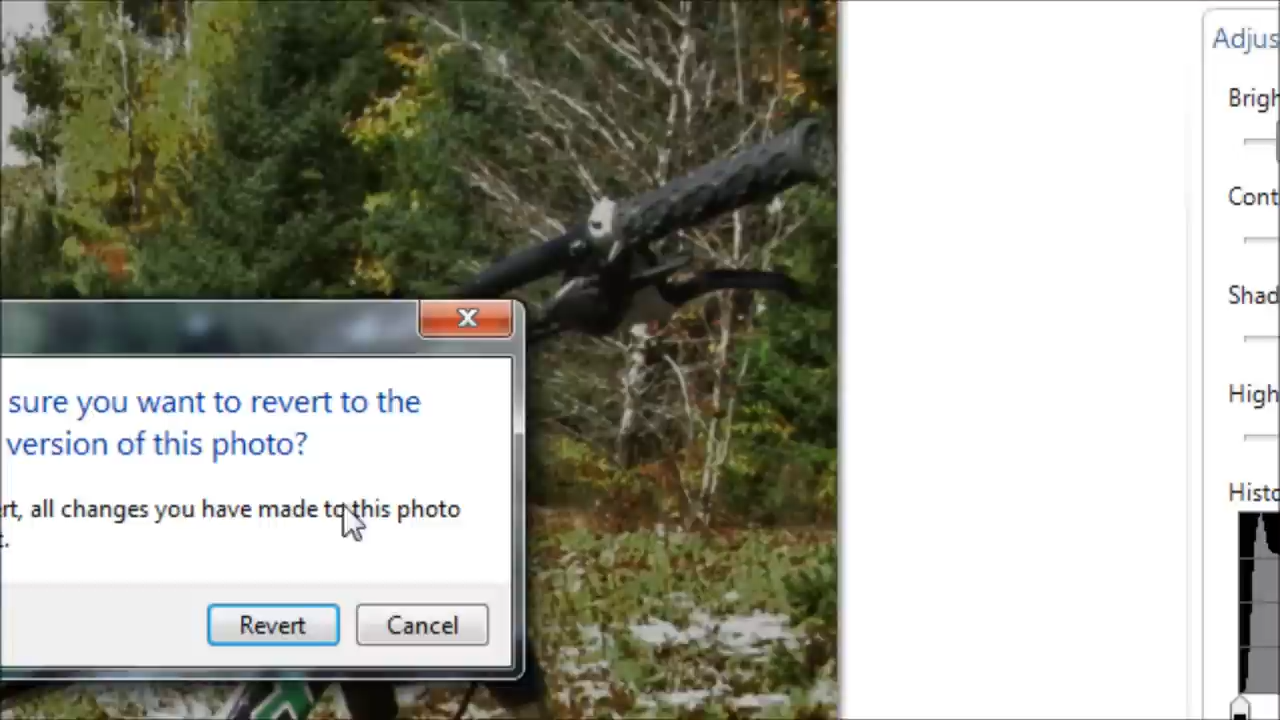 Adjus
Brigh
Cont
Shad
High
Histo
sure you want to revert to the
version of this photo?
rt, all changes you have made to this photo
t.
Revert
Cancel